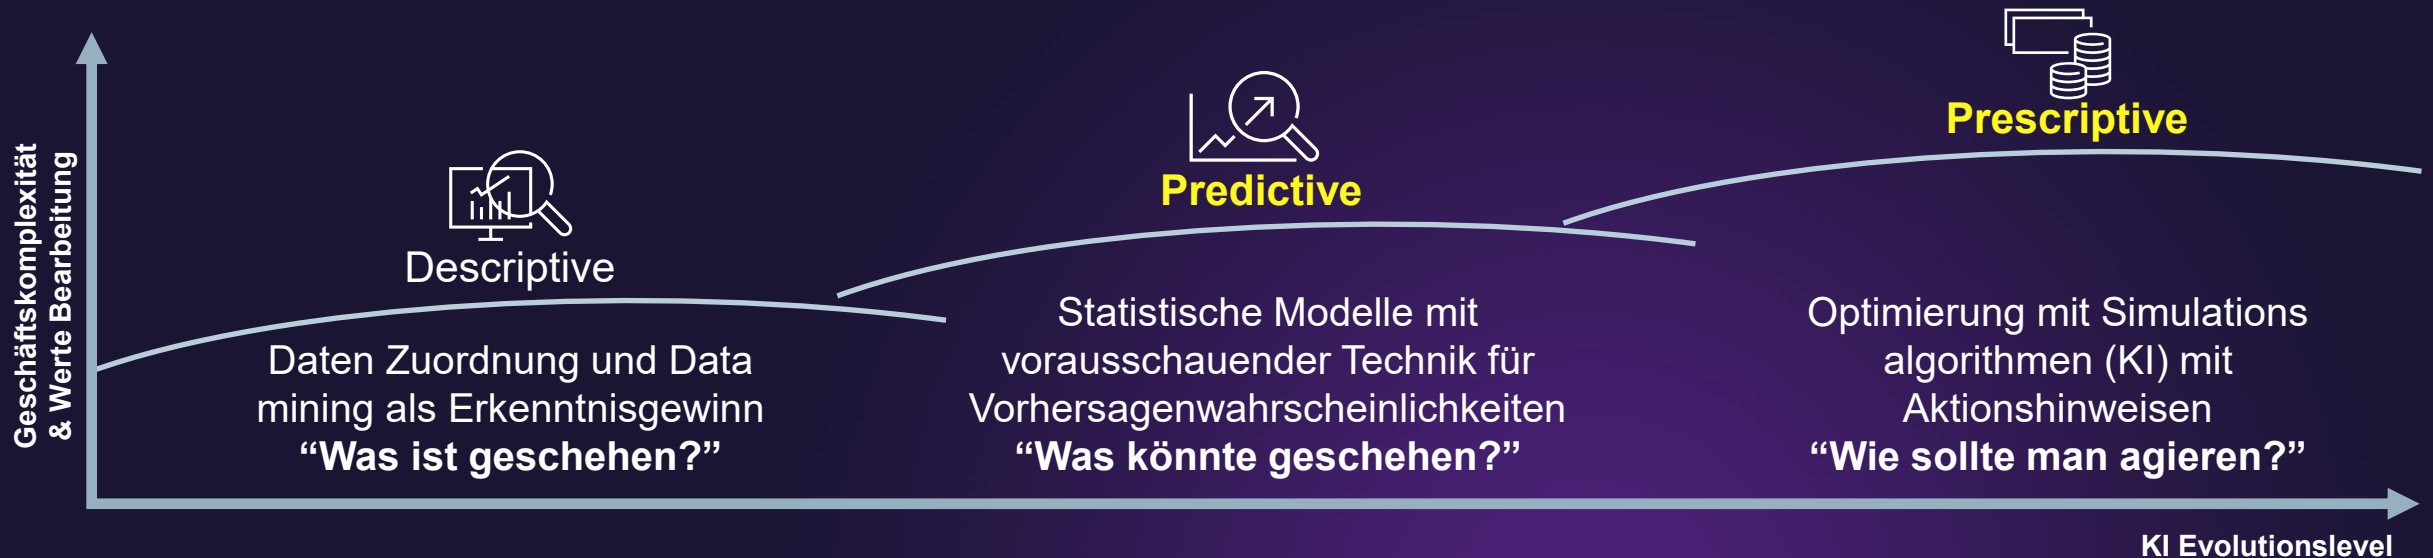 Geschäftskomplexität
& Werte Bearbeitung
Descriptive
Daten Zuordnung und Data
mining als Erkenntnisgewinn
“Was ist geschehen?”
Predictive
Statistische Modelle mit
vorausschauender Technik für
Vorhersagenwahrscheinlichkeiten
“Was könnte geschehen?”
Prescriptive
Optimierung mit Simulations
algorithmen (KI) mit
Aktionshinweisen
“Wie sollte man agieren?”
KI Evolutionslevel